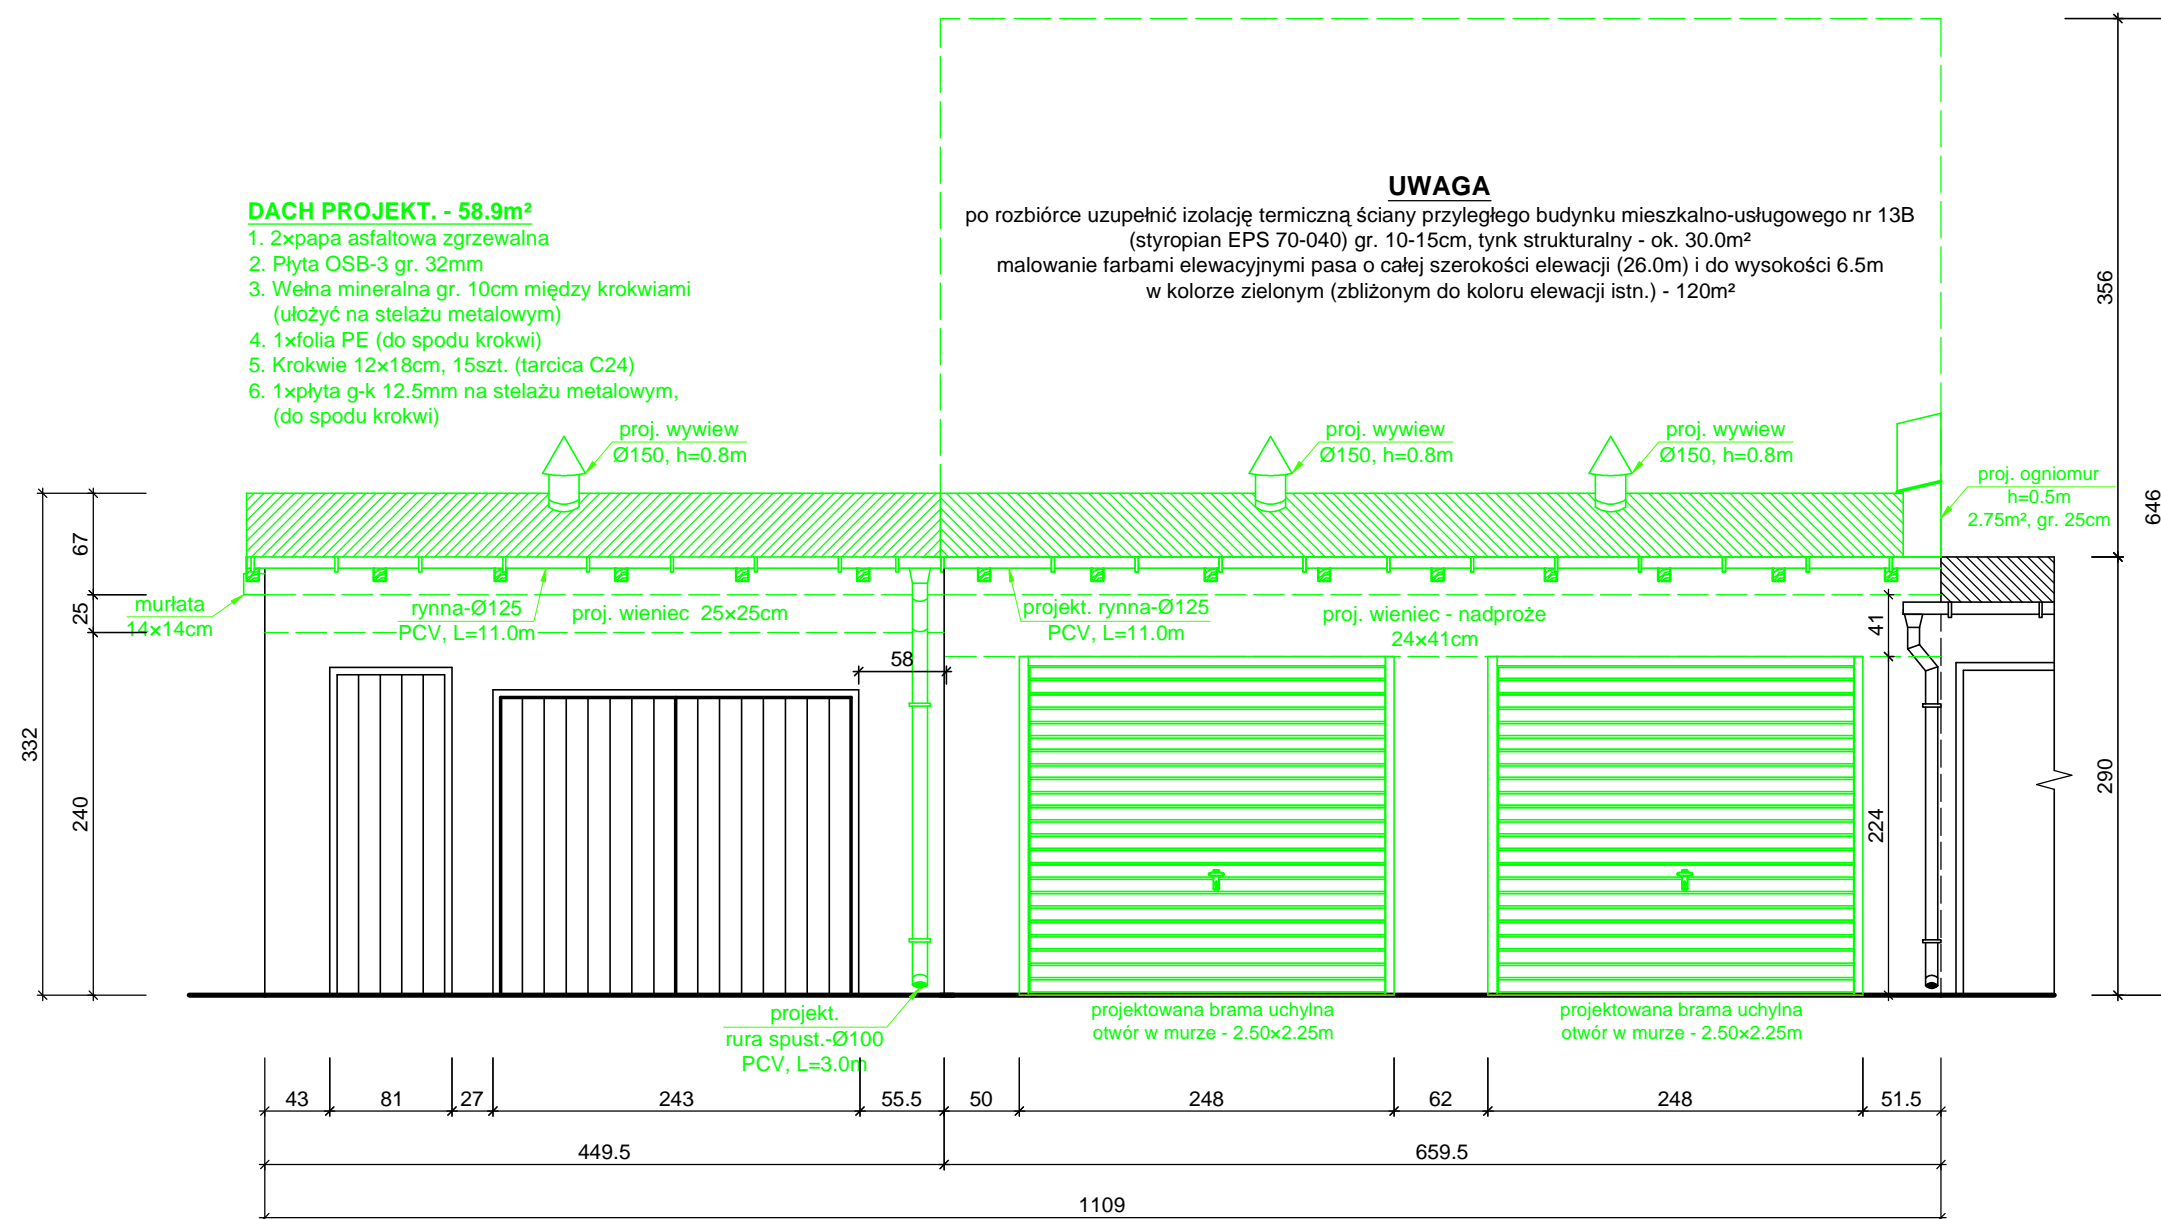 UWAGA
po rozbiórce uzupełnić izolację termiczną ściany przyległego budynku mieszkalno-usługowego nr 13B
(styropian EPS 70-040) gr. 10-15cm, tynk strukturalny - ok. 30.0m²
malowanie farbami elewacyjnymi pasa o całej szerokości elewacji (26.0m) i do wysokości 6.5m
w kolorze zielonym (zbliżonym do koloru elewacji istn.) - 120m²
DACH PROJEKT. - 58.9m²
1. 2×papa asfaltowa zgrzewalna
2. Płyta OSB-3 gr. 32mm
3. Wełna mineralna gr. 10cm między krokwiami
(ułożyć na stelażu metalowym)
4. 1×folia PE (do spodu krokwi)
5. Krokwie 12×18cm, 15szt. (tarcica C24)
6. 1×płyta g-k 12.5mm na stelażu metalowym,
(do spodu krokwi)
proj. wywiew
Ø150, h=0.8m
proj. wywiew
Ø150, h=0.8m
proj. wywiew
Ø150, h=0.8m
proj. ogniomur
h=0.5m
2.75m², gr. 25cm
356
646
290
67
25
240
332
murłata
14×14cm
rynna-Ø125
PCV, L=11.0m
proj. wieniec 25×25cm
projekt. rynna-Ø125
PCV, L=11.0m
proj. wieniec - nadproże
24×41cm
41
224
58
projekt.
rura spust.-Ø100
PCV, L=3.0m
projektowana brama uchylna
otwór w murze - 2.50×2.25m
projektowana brama uchylna
otwór w murze - 2.50×2.25m
43 81 27 243 55.5 50 248 62 248 51.5
449.5 659.5
1109